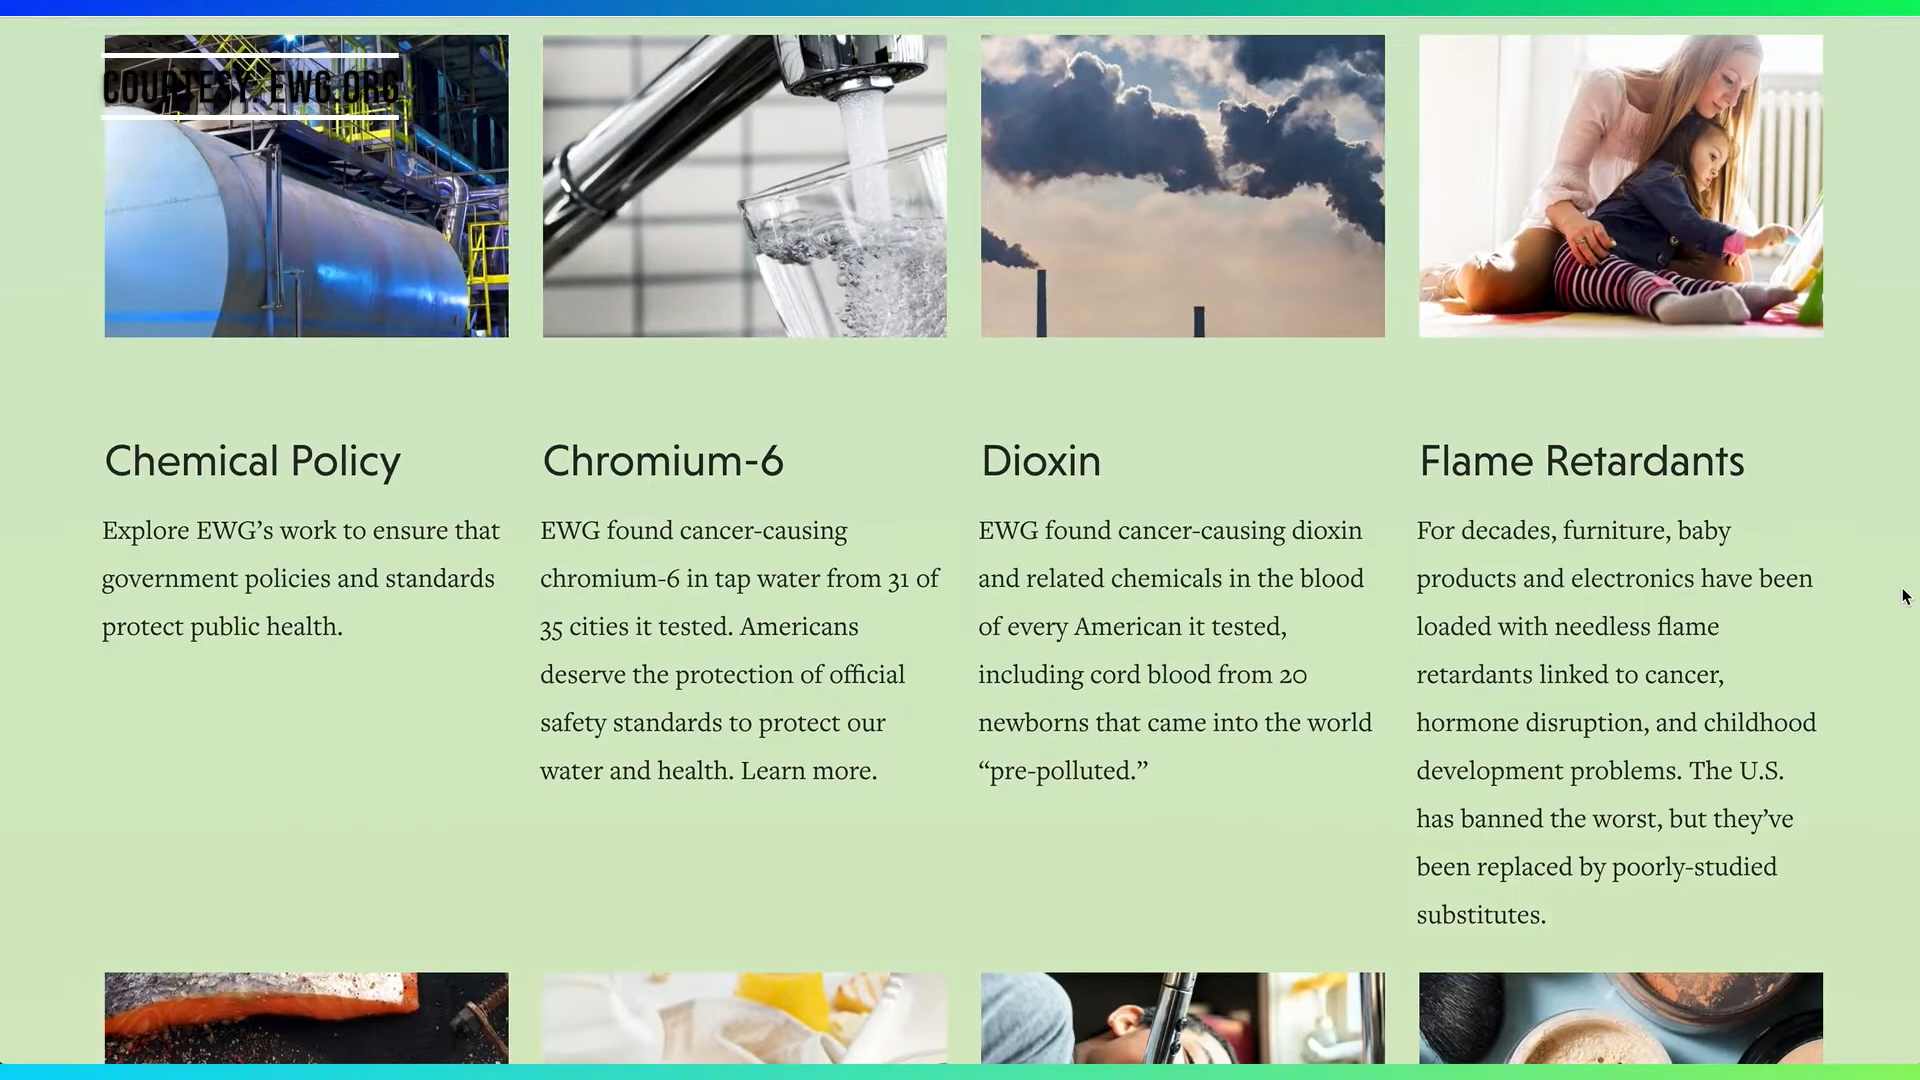 COURTESY: EWG.ORG
Chemical Policy
Explore EWG’s work to ensure that
government policies and standards
protect public health.
Chromium-6
EWG found cancer-causing
chromium-6 in tap water from 31 of
35 cities it tested. Americans
deserve the protection of official
safety standards to protect our
water and health. Learn more.
Dioxin
EWG found cancer-causing dioxin
and related chemicals in the blood
of every American it tested,
including cord blood from 20
newborns that came into the world
“pre-polluted.”
Flame Retardants
For decades, furniture, baby
products and electronics have been
loaded with needless flame
retardants linked to cancer,
hormone disruption, and childhood
development problems. The U.S.
has banned the worst, but they’ve
been replaced by poorly-studied
substitutes.